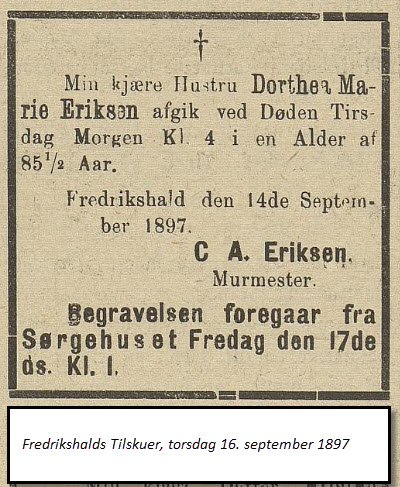 †
Min kjære Hustru Dorthea Ma-
rie Eriksen afgik ved Døden Tirs-
dag Morgen Kl. 4 i en Alder af
85 1/2 Aar.
Fredrikshald den 14de Septem-
ber 1897.
C A. Eriksen.
Murmester.
Begravelsen foregaar fra
Sørgehuset Fredag den 17de
ds. Kl. 1.
Fredrikshalds Tilskuer, torsdag 16. september 1897